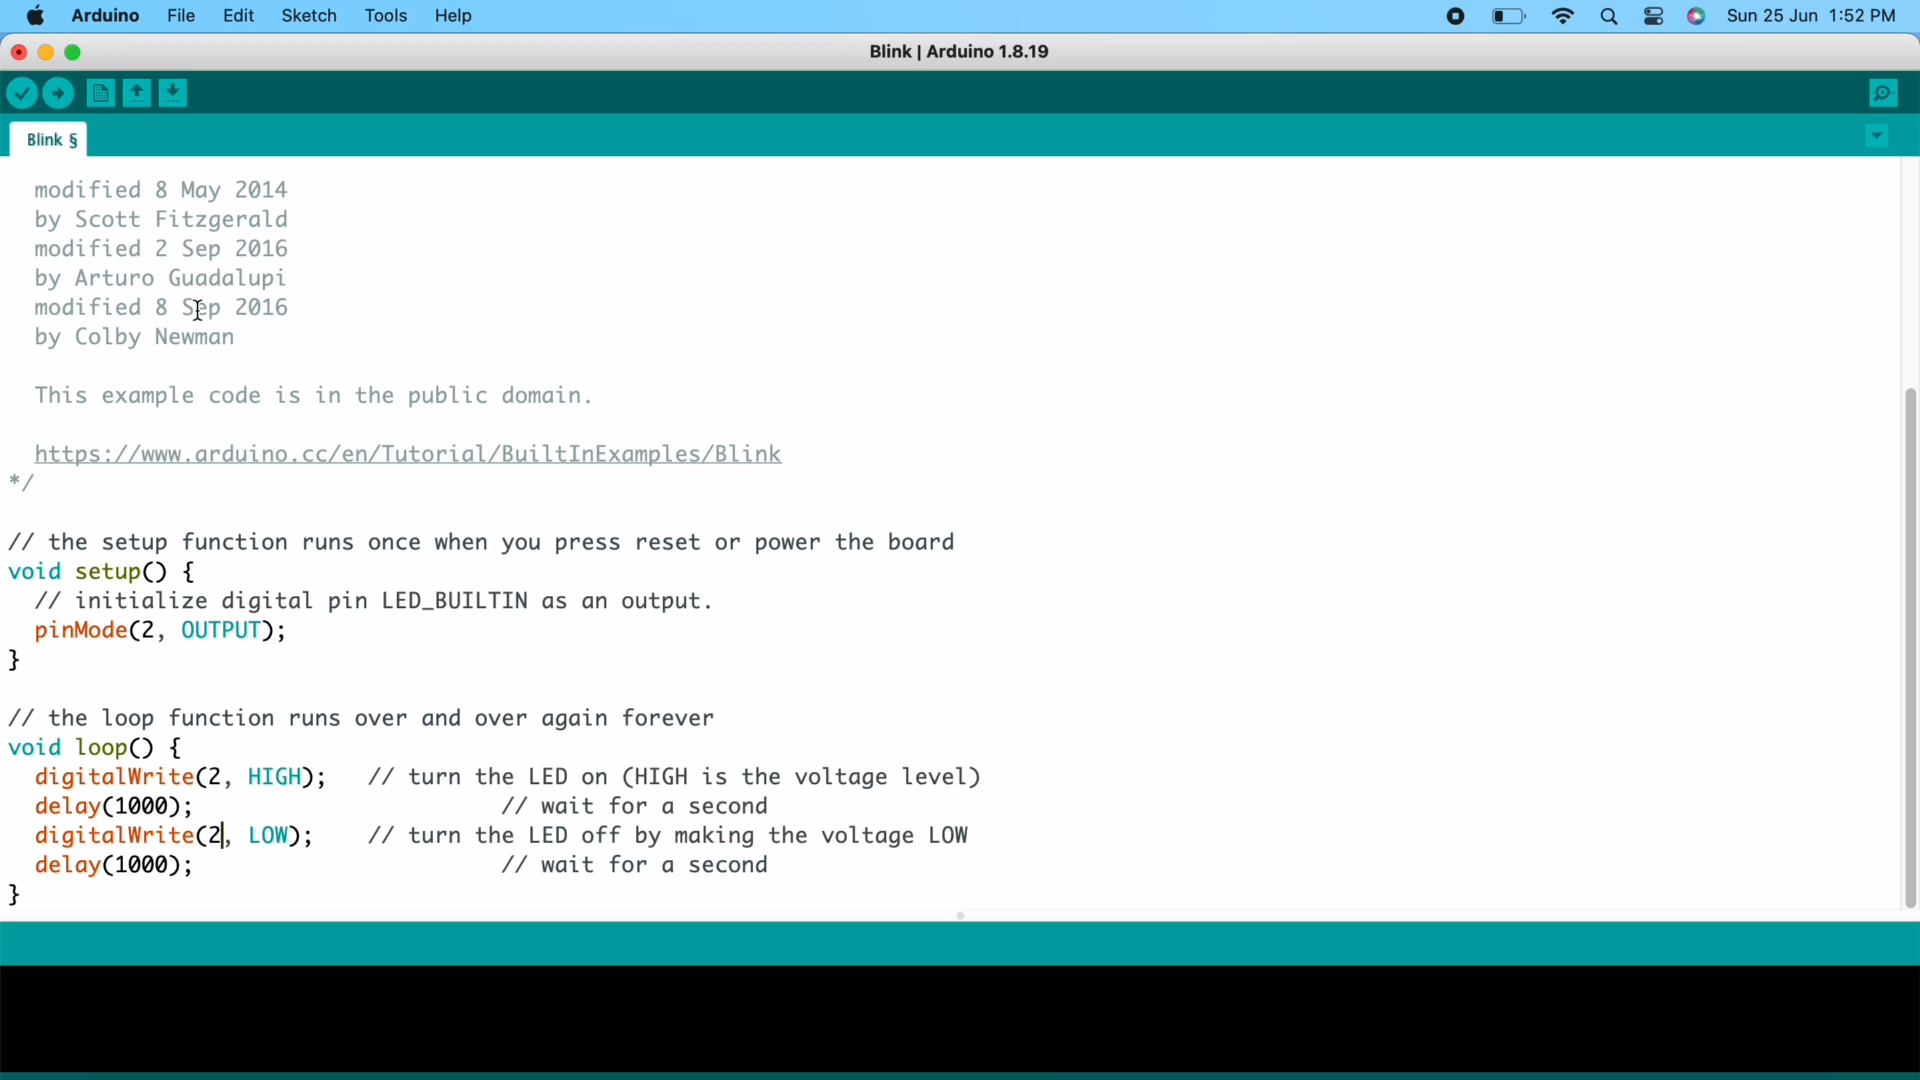 Arduino File Edit Sketch Tools Help Sun 25 Jun 1:52 PM
Blink | Arduino 1.8.19
Blink §
modified 8 May 2014
by Scott Fitzgerald
modified 2 Sep 2016
by Arturo Guadalupi
modified 8 Sep 2016
by Colby Newman
This example code is in the public domain.
https://www.arduino.cc/en/Tutorial/BuiltInExamples/Blink
*/
// the setup function runs once when you press reset or power the board
void setup() {
// initialize digital pin LED_BUILTIN as an output.
pinMode(2, OUTPUT);
}
// the loop function runs over and over again forever
void loop() {
digitalWrite(2, HIGH); // turn the LED on (HIGH is the voltage level)
delay(1000); // wait for a second
digitalWrite(2, LOW); // turn the LED off by making the voltage LOW
delay(1000); // wait for a second
}